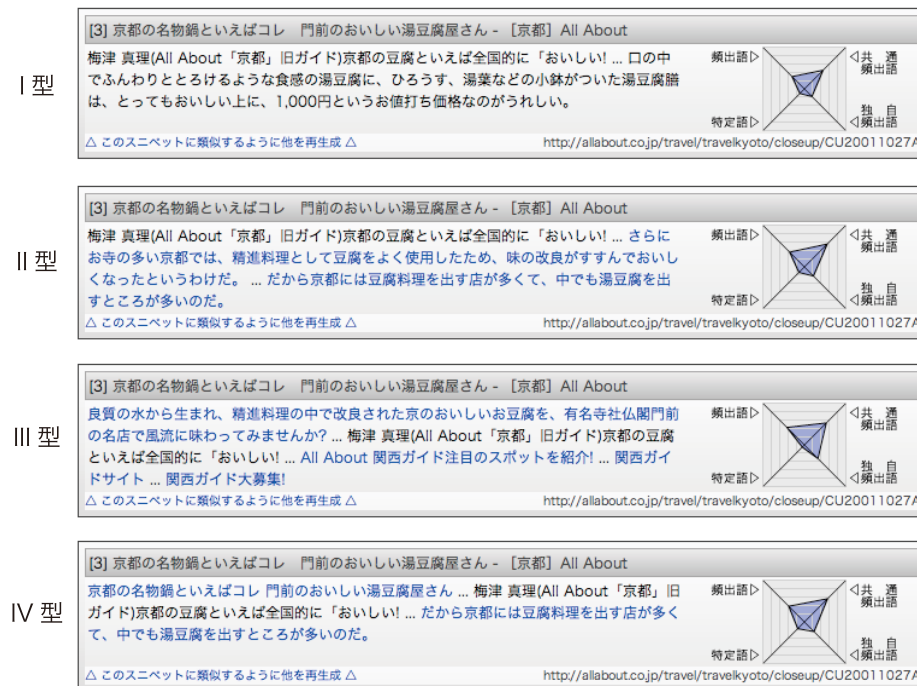 I 型
[3] 京都の名物鍋といえばコレ　門前のおいしい湯豆腐屋さん - ［京都］All About
梅津 真理(All About「京都」旧ガイド)京都の豆腐といえば全国的に「おいしい! ... 口の中
でふんわりととろけるような食感の湯豆腐に、ひろうす、湯葉などの小鉢がついた湯豆腐膳
は、とってもおいしい上に、1,000円というお値打ち価格なのがうれしい。
頻出語▷
◁共　通
頻出語
特定語▷
独　自
◁頻出語
△ このスニペットに類似するように他を再生成 △
http://allabout.co.jp/travel/travelkyoto/closeup/CU20011027A
II 型
[3] 京都の名物鍋といえばコレ　門前のおいしい湯豆腐屋さん - ［京都］All About
梅津 真理(All About「京都」旧ガイド)京都の豆腐といえば全国的に「おいしい! ... さらに
お寺の多い京都では、精進料理として豆腐をよく使用したため、味の改良がすすんでおいし
くなったというわけだ。 ... だから京都には豆腐料理を出す店が多くて、中でも湯豆腐を出
すところが多いのだ。
頻出語▷
◁共　通
頻出語
特定語▷
独　自
◁頻出語
△ このスニペットに類似するように他を再生成 △
http://allabout.co.jp/travel/travelkyoto/closeup/CU20011027A
III 型
[3] 京都の名物鍋といえばコレ　門前のおいしい湯豆腐屋さん - ［京都］All About
良質の水から生まれ、精進料理の中で改良された京のおいしいお豆腐を、有名寺社仏閣門前
の名店で風流に味わってみませんか? ... 梅津 真理(All About「京都」旧ガイド)京都の豆腐
といえば全国的に「おいしい! ... All About 関西ガイド注目のスポットを紹介! ... 関西ガイ
ドサイト ... 関西ガイド大募集!
頻出語▷
◁共　通
頻出語
特定語▷
独　自
◁頻出語
△ このスニペットに類似するように他を再生成 △
http://allabout.co.jp/travel/travelkyoto/closeup/CU20011027A
IV 型
[3] 京都の名物鍋といえばコレ　門前のおいしい湯豆腐屋さん - ［京都］All About
京都の名物鍋といえばコレ 門前のおいしい湯豆腐屋さん ... 梅津 真理(All About「京都」旧
ガイド)京都の豆腐といえば全国的に「おいしい! ... だから京都には豆腐料理を出す店が多く
て、中でも湯豆腐を出すところが多いのだ。
頻出語▷
◁共　通
頻出語
特定語▷
独　自
◁頻出語
△ このスニペットに類似するように他を再生成 △
http://allabout.co.jp/travel/travelkyoto/closeup/CU20011027A